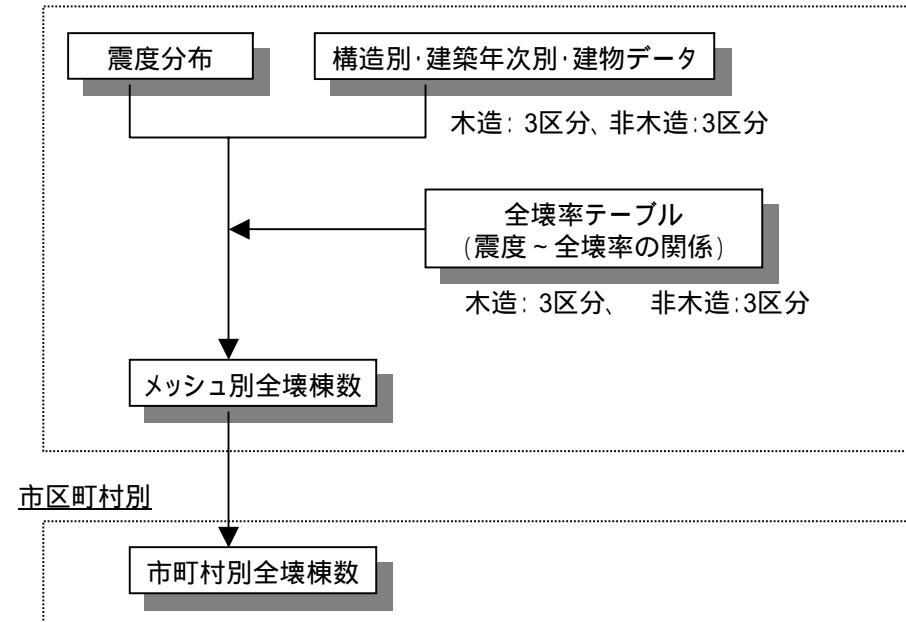 震度分布
構造別·建築年次別·建物データ
木造: 3区分、非木造:3区分
全壊率テーブル
(震度~全壊率の関係)
木造: 3区分、 非木造:3区分
メッシュ別全壊棟数
市区町村別
市町村別全壊棟数